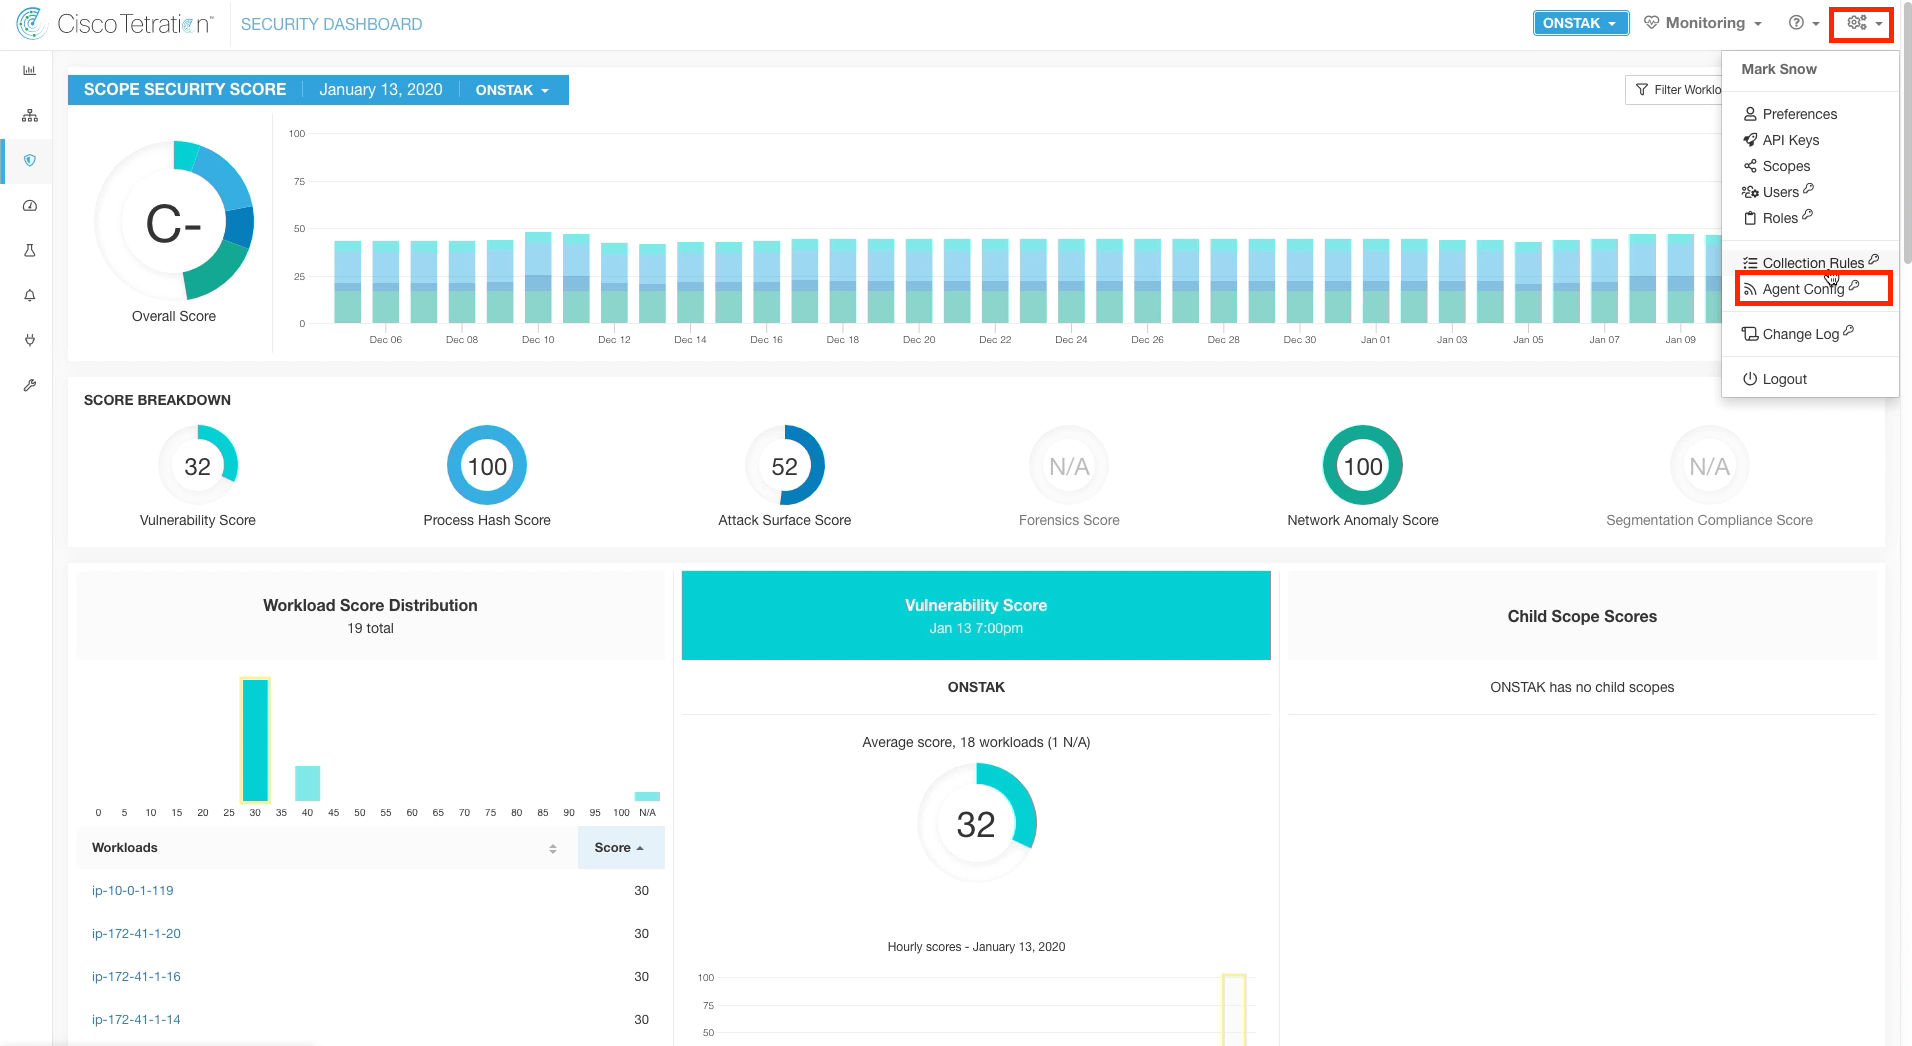 Cisco Tetration™
SECURITY DASHBOARD
ONSTAK
Monitoring
Mark Snow
Preferences
API Keys
Scopes
Users
Roles
Collection Rules
Agent Config
Change Log
Logout
SCOPE SECURITY SCORE
January 13, 2020
ONSTAK
Filter Worklo
C-
Overall Score
100
75
50
25
0
Dec 06 Dec 08 Dec 10 Dec 12 Dec 14 Dec 16 Dec 18 Dec 20 Dec 22 Dec 24 Dec 26 Dec 28 Dec 30 Jan 01 Jan 03 Jan 05 Jan 07 Jan 09
SCORE BREAKDOWN
32
Vulnerability Score
100
Process Hash Score
52
Attack Surface Score
N/A
Forensics Score
100
Network Anomaly Score
N/A
Segmentation Compliance Score
Workload Score Distribution
19 total
0 5 10 15 20 25 30 35 40 45 50 55 60 65 70 75 80 85 90 95 100 N/A
Workloads Score
ip-10-0-1-119 30
ip-172-41-1-20 30
ip-172-41-1-16 30
ip-172-41-1-14 30
Vulnerability Score
Jan 13 7:00pm
ONSTAK
Average score, 18 workloads (1 N/A)
32
Hourly scores - January 13, 2020
100
75
50
Child Scope Scores
ONSTAK has no child scopes